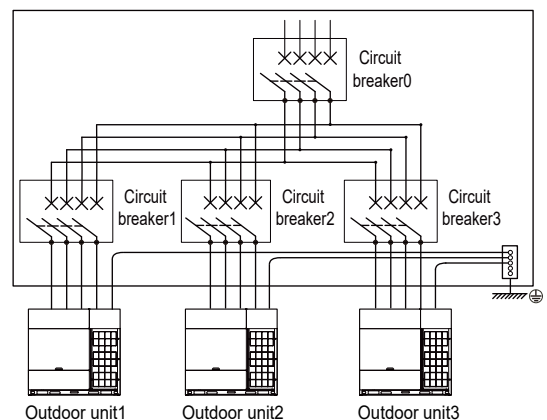 Circuit
breaker0
Circuit
breaker1
Circuit
breaker2
Circuit
breaker3
Outdoor unit1
Outdoor unit2
Outdoor unit3